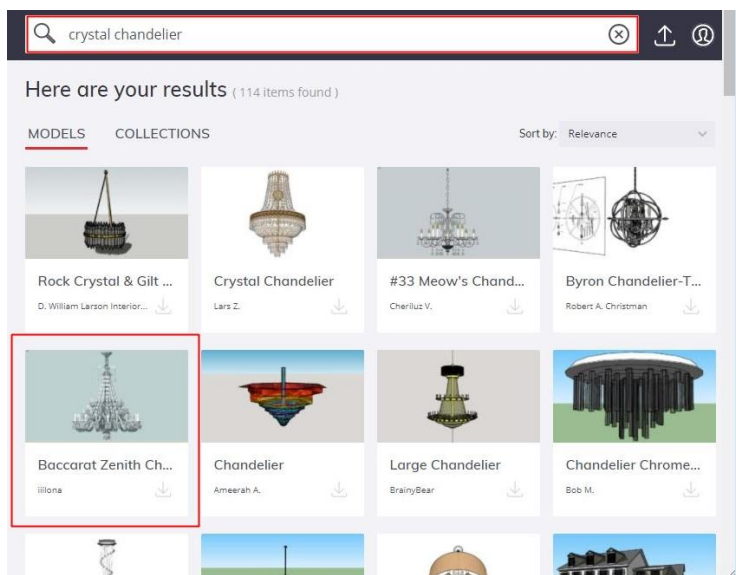 crystal chandelier
Here are your results ( 114 items found )
MODELS COLLECTIONS Sort by: Relevance
Rock Crystal & Gilt ...
D. William Larson Interior...
Crystal Chandelier
Lars Z.
#33 Meow's Chand...
Cheriluz V.
Byron Chandelier-T...
Robert A. Christman
Baccarat Zenith Ch...
iiilona
Chandelier
Ameerah A.
Large Chandelier
BrainyBear
Chandelier Chrome...
Bob M.